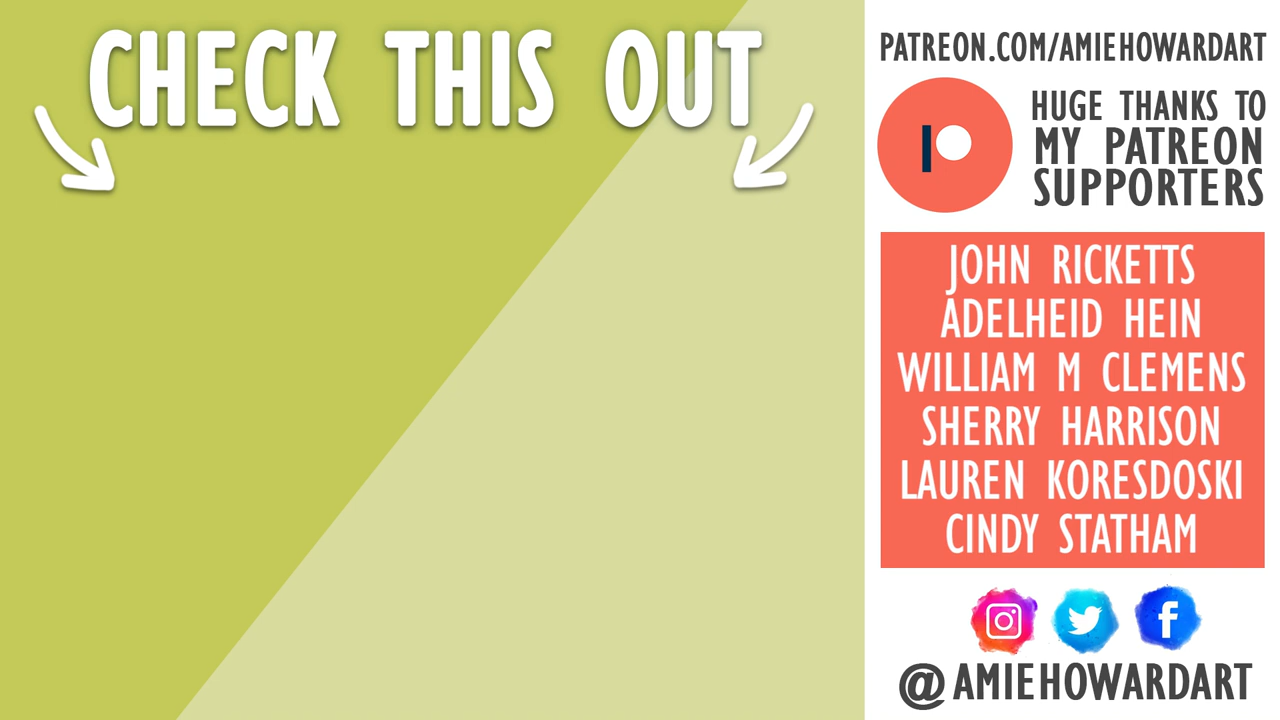 CHECK THIS OUT
PATREON.COM/AMIEHOWARDART
HUGE THANKS TO
MY PATREON
SUPPORTERS
JOHN RICKETTS
ADELHEID HEIN
WILLIAM M CLEMENS
SHERRY HARRISON
LAUREN KORESDOSKI
CINDY STATHAM
@AMIEHOWARDART